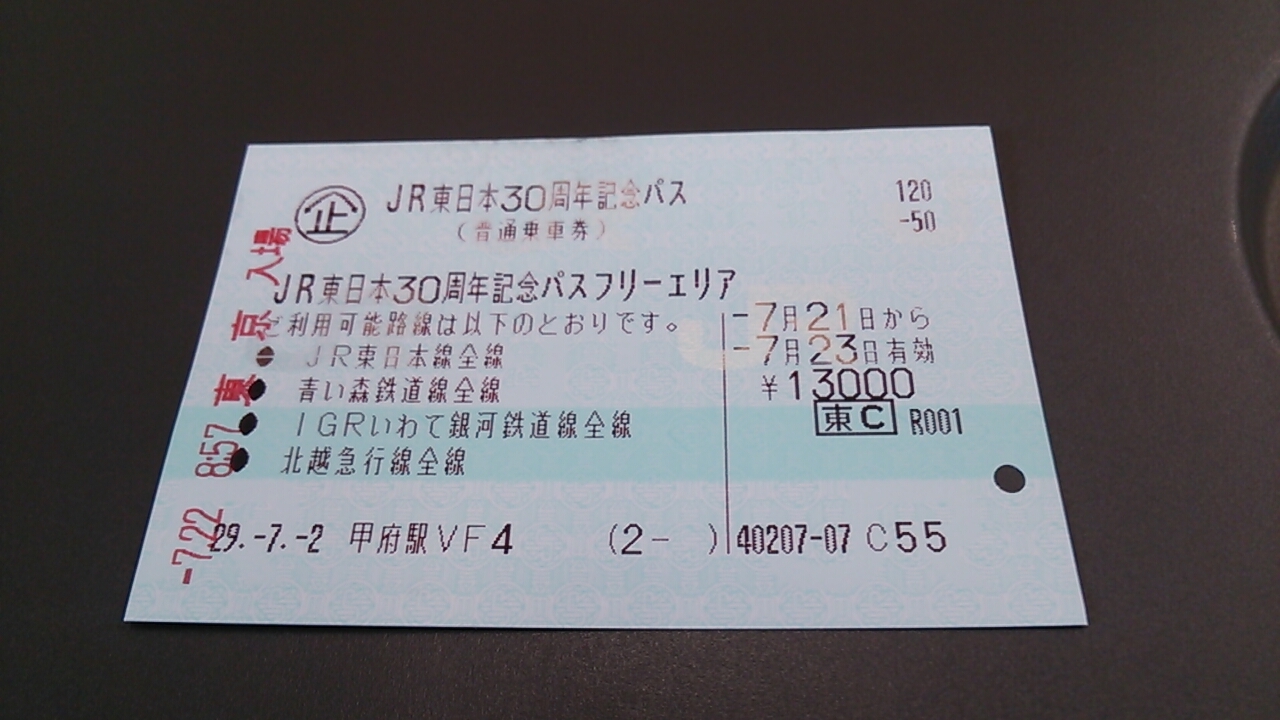 企 JR東日本30周年記念パス 120
(普通乗車券) -50
JR東日本30周年記念パスフリーエリア
ご利用可能路線は以下のとおりです。 -7月21日から
● JR東日本線全線 -7月23日有効
● 青い森鉄道線全線 ¥13000
● IGRいわて銀河鉄道線全線 東C R001
● 北越急行線全線
29.-7.-2 甲府駅VF4 (2- ) 40207-07 C55
-7.22 8:57 東京 入場